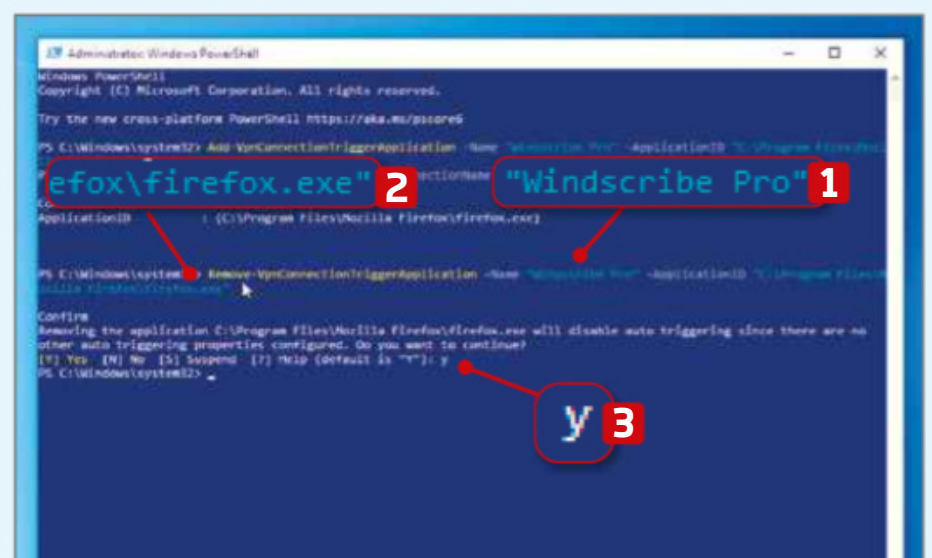 Administrator: Windows PowerShell
Windows PowerShell
Copyright (C) Microsoft Corporation. All rights reserved.
Try the new cross-platform PowerShell https://aka.ms/pscore6
PS C:\Windows\system32> Add-VpnConnectionTriggerApplication -Name "Windscribe Pro" -ApplicationID "C:\Program Files\Mozi
efox\firefox.exe" 2 ectionName "Windscribe Pro" 1
Co
ApplicationID : {C:\Program Files\Mozilla Firefox\firefox.exe}
PS C:\Windows\system > Remove-VpnConnectionTriggerApplication -Name "Windscribe Pro" -ApplicationID "C:\Program Files\M
ozilla Firefox\firefox.exe"
Confirm
Removing the application C:\Program Files\Mozilla Firefox\firefox.exe will disable auto triggering since there are no
other auto triggering properties configured. Do you want to continue?
[Y] Yes [N] No [S] Suspend [?] Help (default is "Y"): y
PS C:\Windows\system32> _
y 3